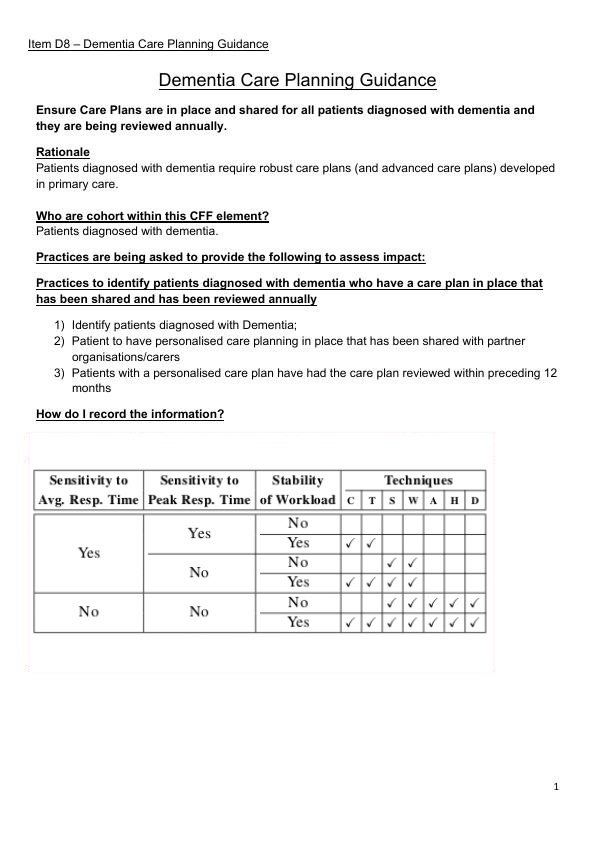 Item D8 – Dementia Care Planning Guidance
Dementia Care Planning Guidance
Ensure Care Plans are in place and shared for all patients diagnosed with dementia and
they are being reviewed annually.
Rationale
Patients diagnosed with dementia require robust care plans (and advanced care plans) developed
in primary care.
Who are cohort within this CFF element?
Patients diagnosed with dementia.
Practices are being asked to provide the following to assess impact:
Practices to identify patients diagnosed with dementia who have a care plan in place that
has been shared and has been reviewed annually
1) Identify patients diagnosed with Dementia;
2) Patient to have personalised care planning in place that has been shared with partner
organisations/carers
3) Patients with a personalised care plan have had the care plan reviewed within preceding 12
months
How do I record the information?
Sensitivity to Sensitivity to Stability Techniques
Avg. Resp. Time Peak Resp. Time of Workload C T S W A H D
Yes Yes No
Yes ✓ ✓
No No ✓ ✓
Yes ✓ ✓ ✓ ✓
No No No ✓ ✓ ✓ ✓ ✓
Yes ✓ ✓ ✓ ✓ ✓ ✓ ✓
1